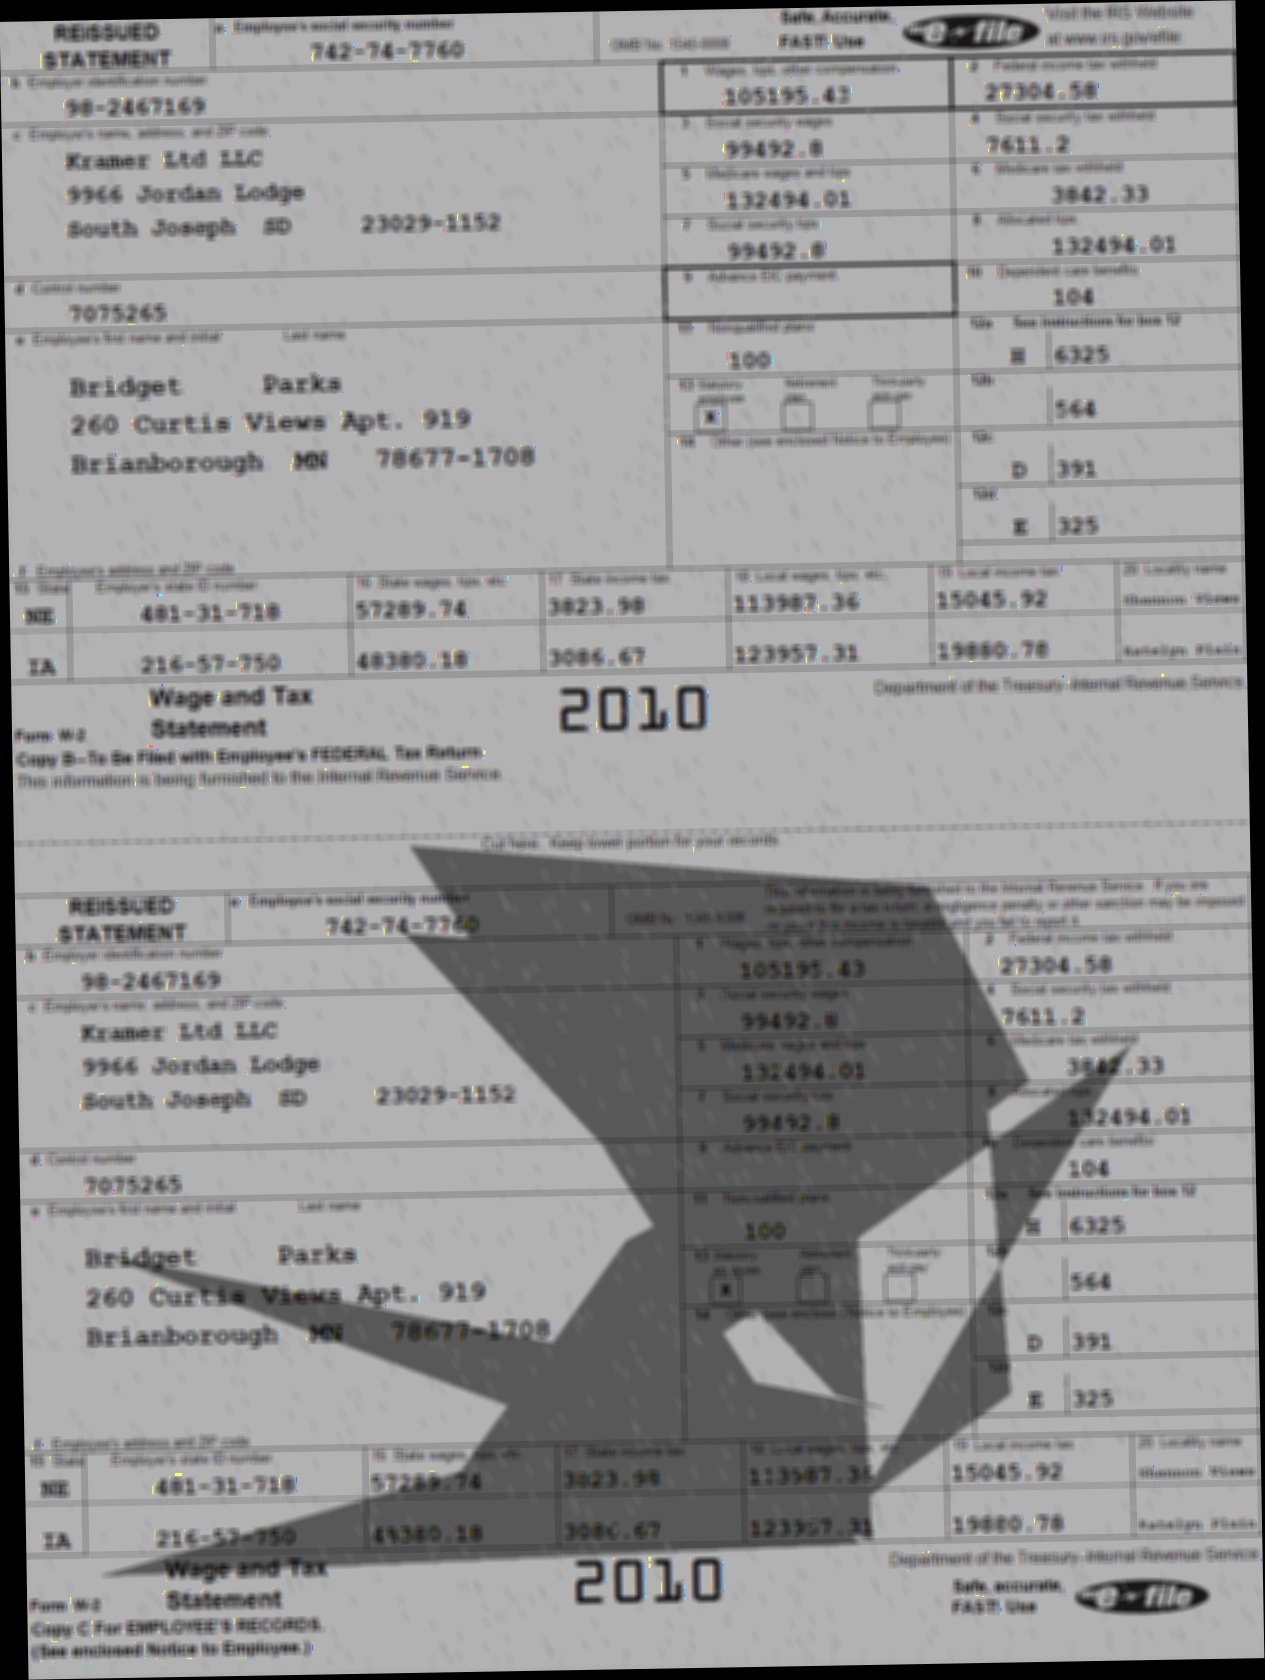 REISSUED STATEMENT
a Employee's social security number
742-74-7760
OMB No. 1545-0008
Safe, Accurate, FAST! Use
IRS e-file
Visit the IRS Website at www.irs.gov/efile
b Employer identification number
98-2467169
1 Wages, tips, other compensation
105195.43
2 Federal income tax withheld
27304.58
c Employer's name, address, and ZIP code
Kramer Ltd LLC
9966 Jordan Lodge
South Joseph SD 23029-1152
3 Social security wages
99492.8
4 Social security tax withheld
7611.2
5 Medicare wages and tips
132494.01
6 Medicare tax withheld
3842.33
7 Social security tips
99492.8
8 Allocated tips
132494.01
d Control number
7075265
9 Advance EIC payment
10 Dependent care benefits
104
e Employee's first name and initial Last name
Bridget Parks
260 Curtis Views Apt. 919
Brianborough MN 78677-1708
11 Nonqualified plans
100
12a See instructions for box 12
H 6325
13 Statutory employee
Retirement plan
Third-party sick pay
X
12b
564
14 Other (see enclosed Notice to Employee)
12c
D 391
12d
E 325
f Employee's address and ZIP code
15 State Employer's state ID number
16 State wages, tips, etc.
17 State income tax
18 Local wages, tips, etc.
19 Local income tax
20 Locality name
NE 481-31-718 57289.74 3823.98 113987.36 15045.92 Shannon Views
IA 216-57-750 48380.18 3086.67 123957.31 19880.78 Katelyn Plain
Form W-2
Wage and Tax Statement
2010
Department of the Treasury-Internal Revenue Service
Copy B-To Be Filed with Employee's FEDERAL Tax Return.
This information is being furnished to the Internal Revenue Service
Cut here. Keep lower portion for your records.
REISSUED STATEMENT
a Employee's social security number
742-74-7760
OMB No. 1545-0008
This information is being furnished to the Internal Revenue Service. If you are
required to file a tax return, a negligence penalty or other sanction may be imposed
on you if this income is taxable and you fail to report it.
b Employer identification number
98-2467169
1 Wages, tips, other compensation
105195.43
2 Federal income tax withheld
27304.58
c Employer's name, address, and ZIP code
Kramer Ltd LLC
9966 Jordan Lodge
South Joseph SD 23029-1152
3 Social security wages
99492.8
4 Social security tax withheld
7611.2
5 Medicare wages and tips
132494.01
6 Medicare tax withheld
3842.33
7 Social security tips
99492.8
8 Allocated tips
132494.01
d Control number
7075265
9 Advance EIC payment
10 Dependent care benefits
104
e Employee's first name and initial Last name
Bridget Parks
260 Curtis Views Apt. 919
Brianborough MN 78677-1708
11 Nonqualified plans
100
12a See instructions for box 12
H 6325
13 Statutory employee
Retirement plan
Third-party sick pay
X
12b
564
14 Other (see enclosed Notice to Employee)
12c
D 391
12d
E 325
f Employee's address and ZIP code
15 State Employer's state ID number
16 State wages, tips, etc.
17 State income tax
18 Local wages, tips, etc.
19 Local income tax
20 Locality name
NE 481-31-718 57289.74 3823.98 113987.36 15045.92 Shannon Views
IA 216-57-750 48380.18 3086.67 123957.31 19880.78 Katelyn Plain
Form W-2
Wage and Tax Statement
2010
Department of the Treasury-Internal Revenue Service
Copy C For EMPLOYEE'S RECORDS.
(See enclosed Notice to Employee.)
Safe, accurate, FAST! Use
IRS e-file